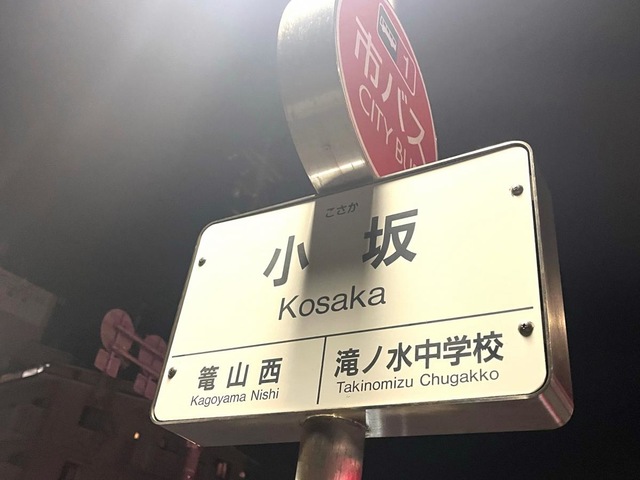 1
市バス
CITY BUS
こさか
小坂
Kosaka
篭山西
Kagoyama Nishi
滝ノ水中学校
Takinomizu Chugakko